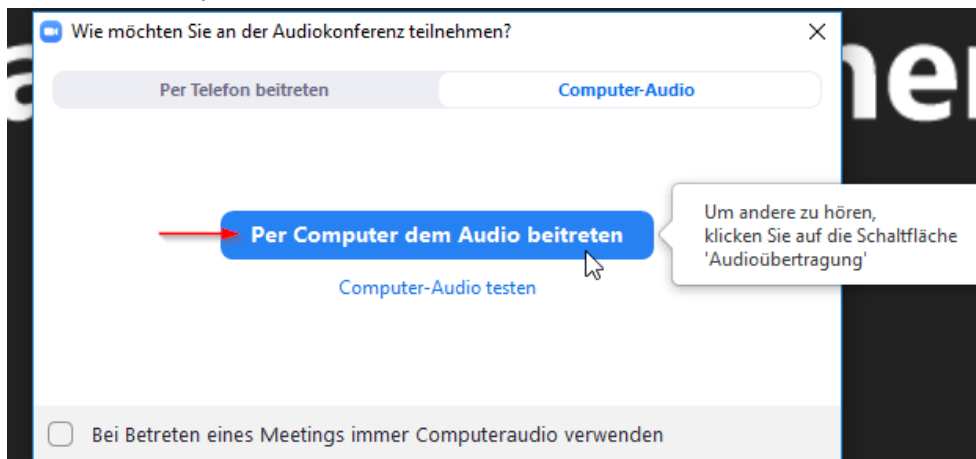 Wie möchten Sie an der Audiokonferenz teilnehmen?
Per Telefon beitreten
Computer-Audio
Per Computer dem Audio beitreten
Um andere zu hören,
klicken Sie auf die Schaltfläche
'Audioübertragung'
Computer-Audio testen
Bei Betreten eines Meetings immer Computeraudio verwenden